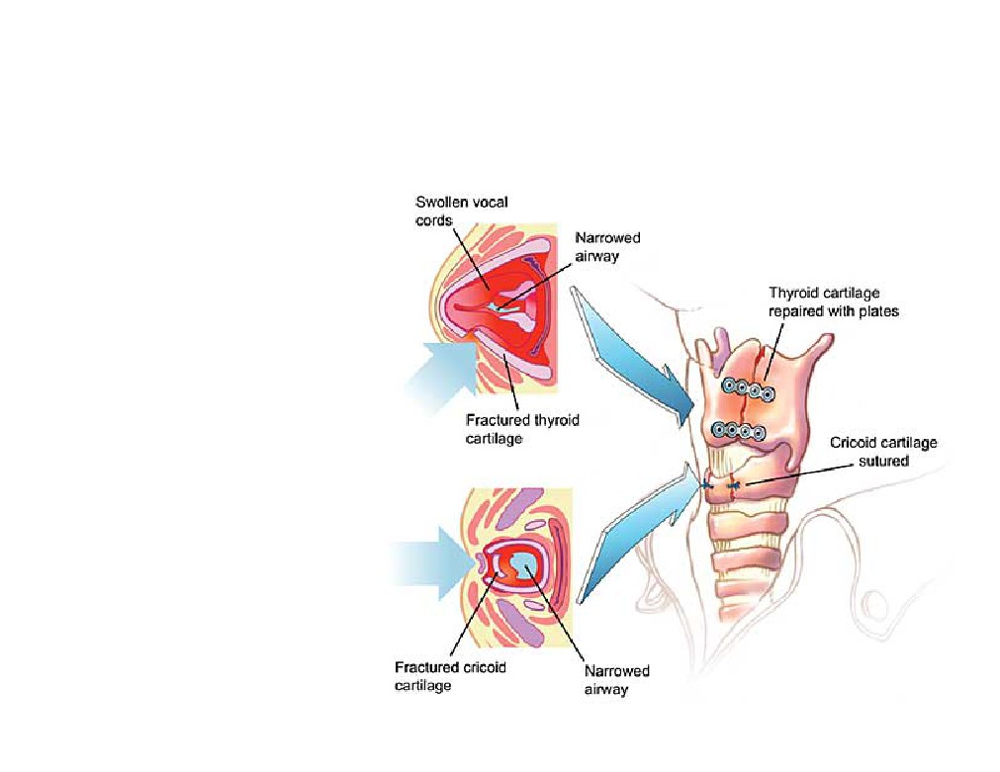 Swollen vocal
cords
Narrowed
airway
Thyroid cartilage
repaired with plates
Fractured thyroid
cartilage
Cricoid cartilage
sutured
Fractured cricoid
cartilage
Narrowed
airway